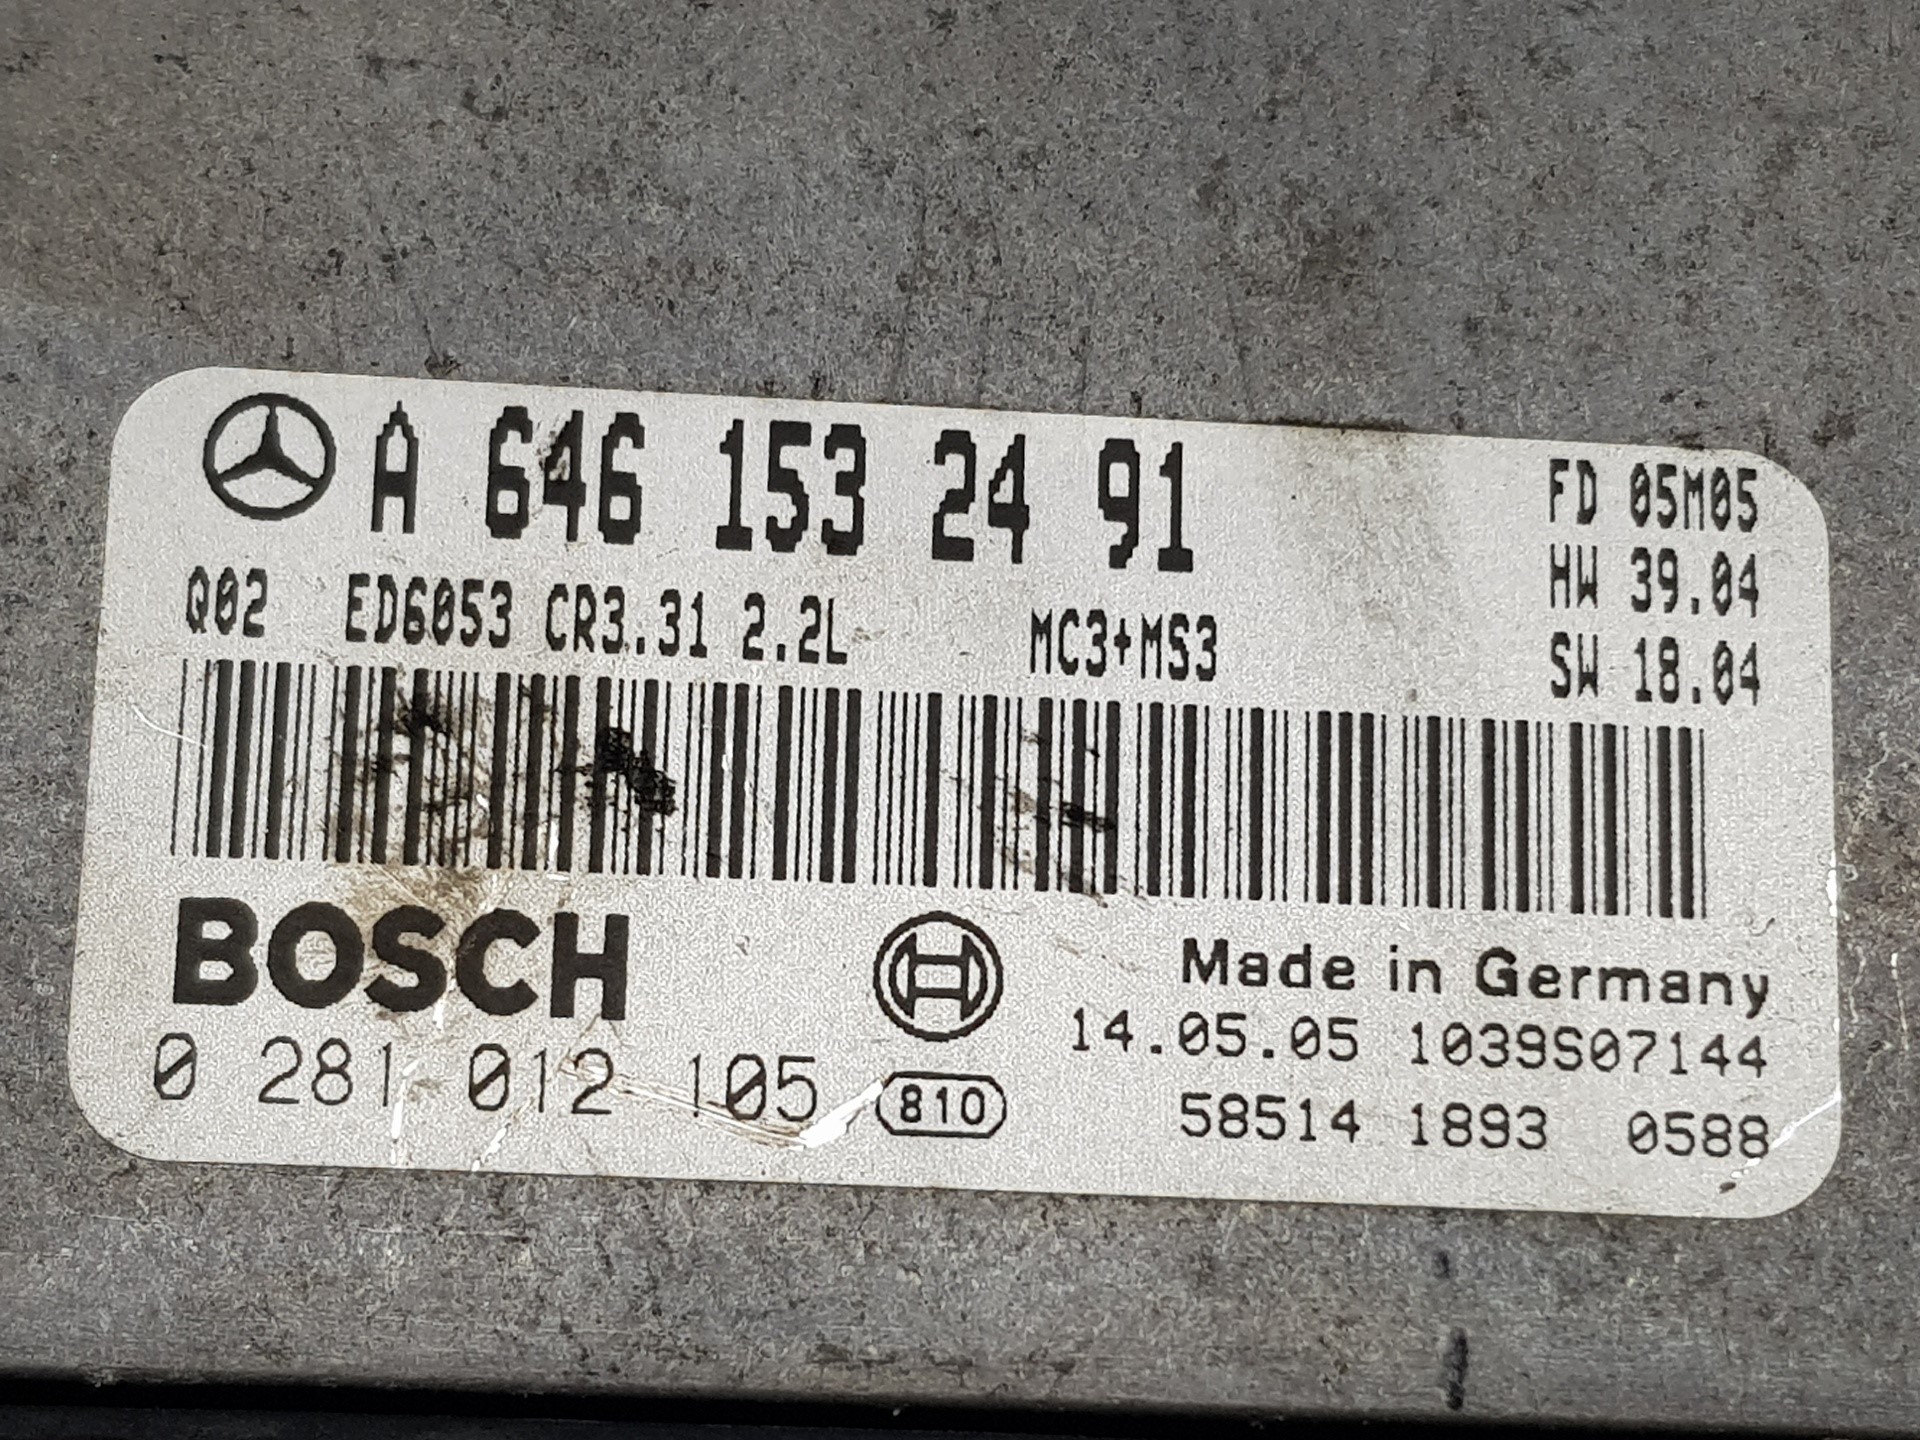 A 646 153 24 91
FD 05M05
HW 39.04
SW 18.04
Q02 ED6053 CR3.31 2.2L MC3+MS3
BOSCH
0 281 012 105
810
Made in Germany
14.05.05 1039S07144
58514 1893 0588